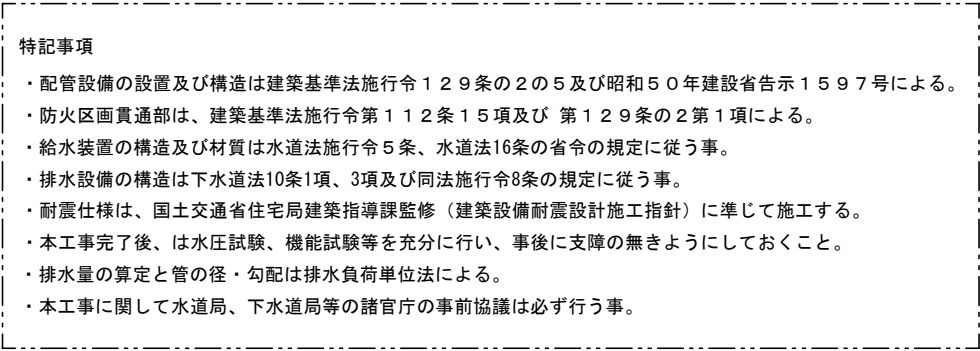 特記事項
・配管設備の設置及び構造は建築基準法施行令１２９条の２の５及び昭和５０年建設省告示１５９７号による。
・防火区画貫通部は、建築基準法施行令第１１２条１５項及び 第１２９条の２第１項による。
・給水装置の構造及び材質は水道法施行令５条、水道法16条の省令の規定に従う事。
・排水設備の構造は下水道法10条1項、3項及び同法施行令8条の規定に従う事。
・耐震仕様は、国土交通省住宅局建築指導課監修（建築設備耐震設計施工指針）に準じて施工する。
・本工事完了後、は水圧試験、機能試験等を充分に行い、事後に支障の無きようにしておくこと。
・排水量の算定と管の径・勾配は排水負荷単位法による。
・本工事に関して水道局、下水道局等の諸官庁の事前協議は必ず行う事。